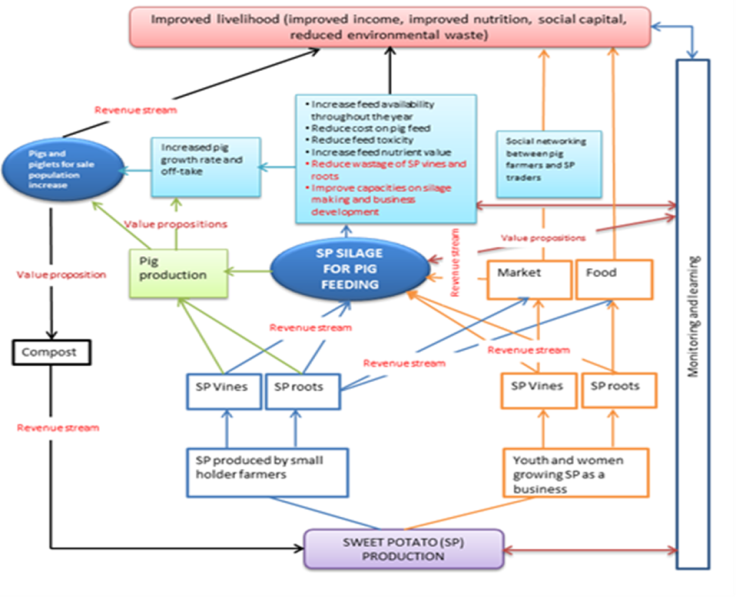 Improved livelihood (improved income, improved nutrition, social capital,
reduced environmental waste)
Revenue stream
Pigs and
piglets for sale
population
increase
Increased pig
growth rate and
off-take
• Increase feed availability
throughout the year
• Reduce cost on pig feed
• Reduce feed toxicity
• Increase feed nutrient value
• Reduce wastage of SP vines and
roots
• Improve capacities on silage
making and business
development
Social networking
between pig
farmers and SP
traders
Value propositions
Value propositions
Revenue stream
Value proposition
Pig
production
SP SILAGE
FOR PIG
FEEDING
Market
Food
Monitoring and learning
Compost
Revenue stream
Revenue stream
Revenue stream
SP Vines
SP roots
SP Vines
SP roots
Revenue stream
SP produced by small
holder farmers
Youth and women
growing SP as a
business
SWEET POTATO (SP)
PRODUCTION